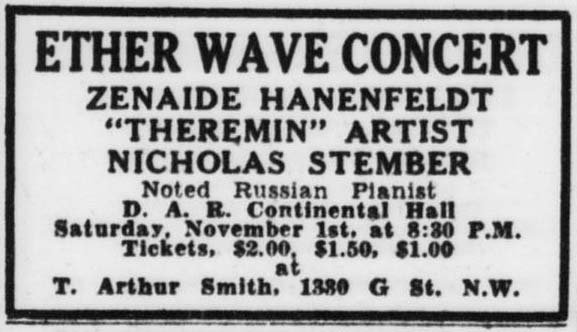 ETHER WAVE CONCERT
ZENAIDE HANENFELDT
"THEREMIN" ARTIST
NICHOLAS STEMBER
Noted Russian Pianist
D. A. R. Continental Hall
Saturday, November 1st, at 8:30 P.M.
Tickets, $2.00, $1.50, $1.00
at
T. Arthur Smith, 1330 G St. N.W.